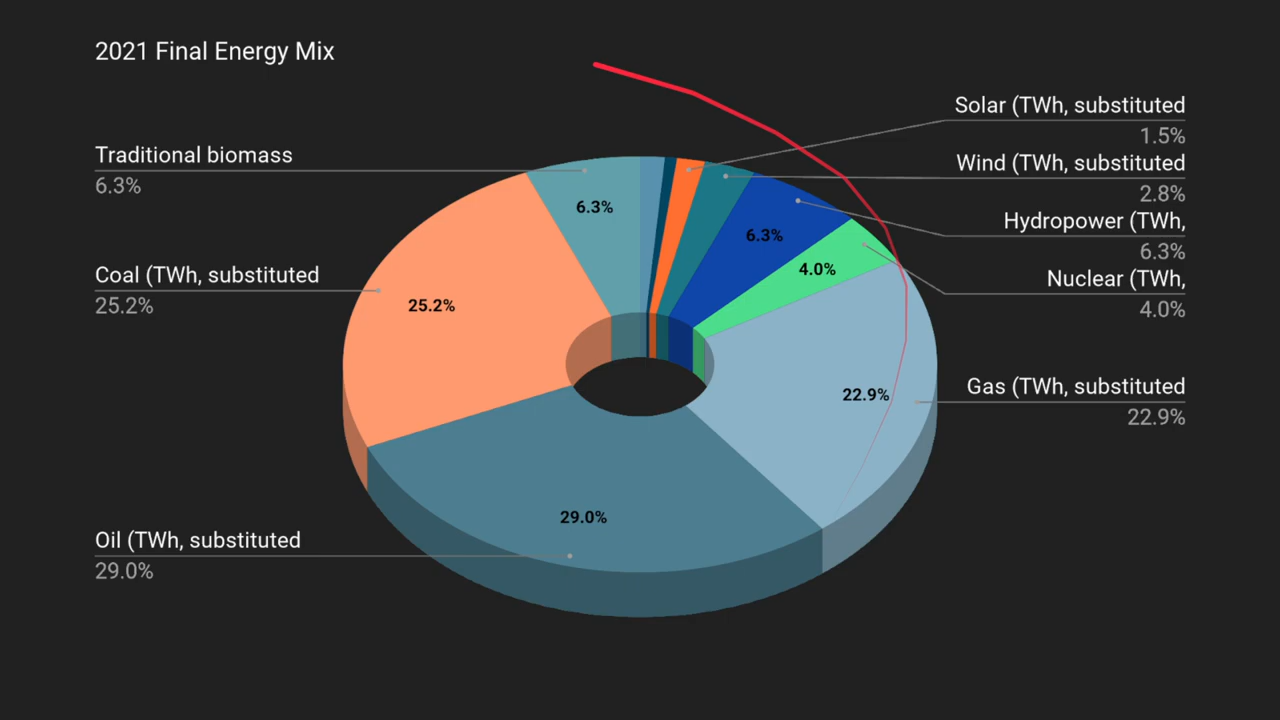 2021 Final Energy Mix
Traditional biomass
6.3%
Coal (TWh, substituted
25.2%
Oil (TWh, substituted
29.0%
6.3%
25.2%
29.0%
6.3%
4.0%
22.9%
Solar (TWh, substituted
1.5%
Wind (TWh, substituted
2.8%
Hydropower (TWh,
6.3%
Nuclear (TWh,
4.0%
Gas (TWh, substituted
22.9%